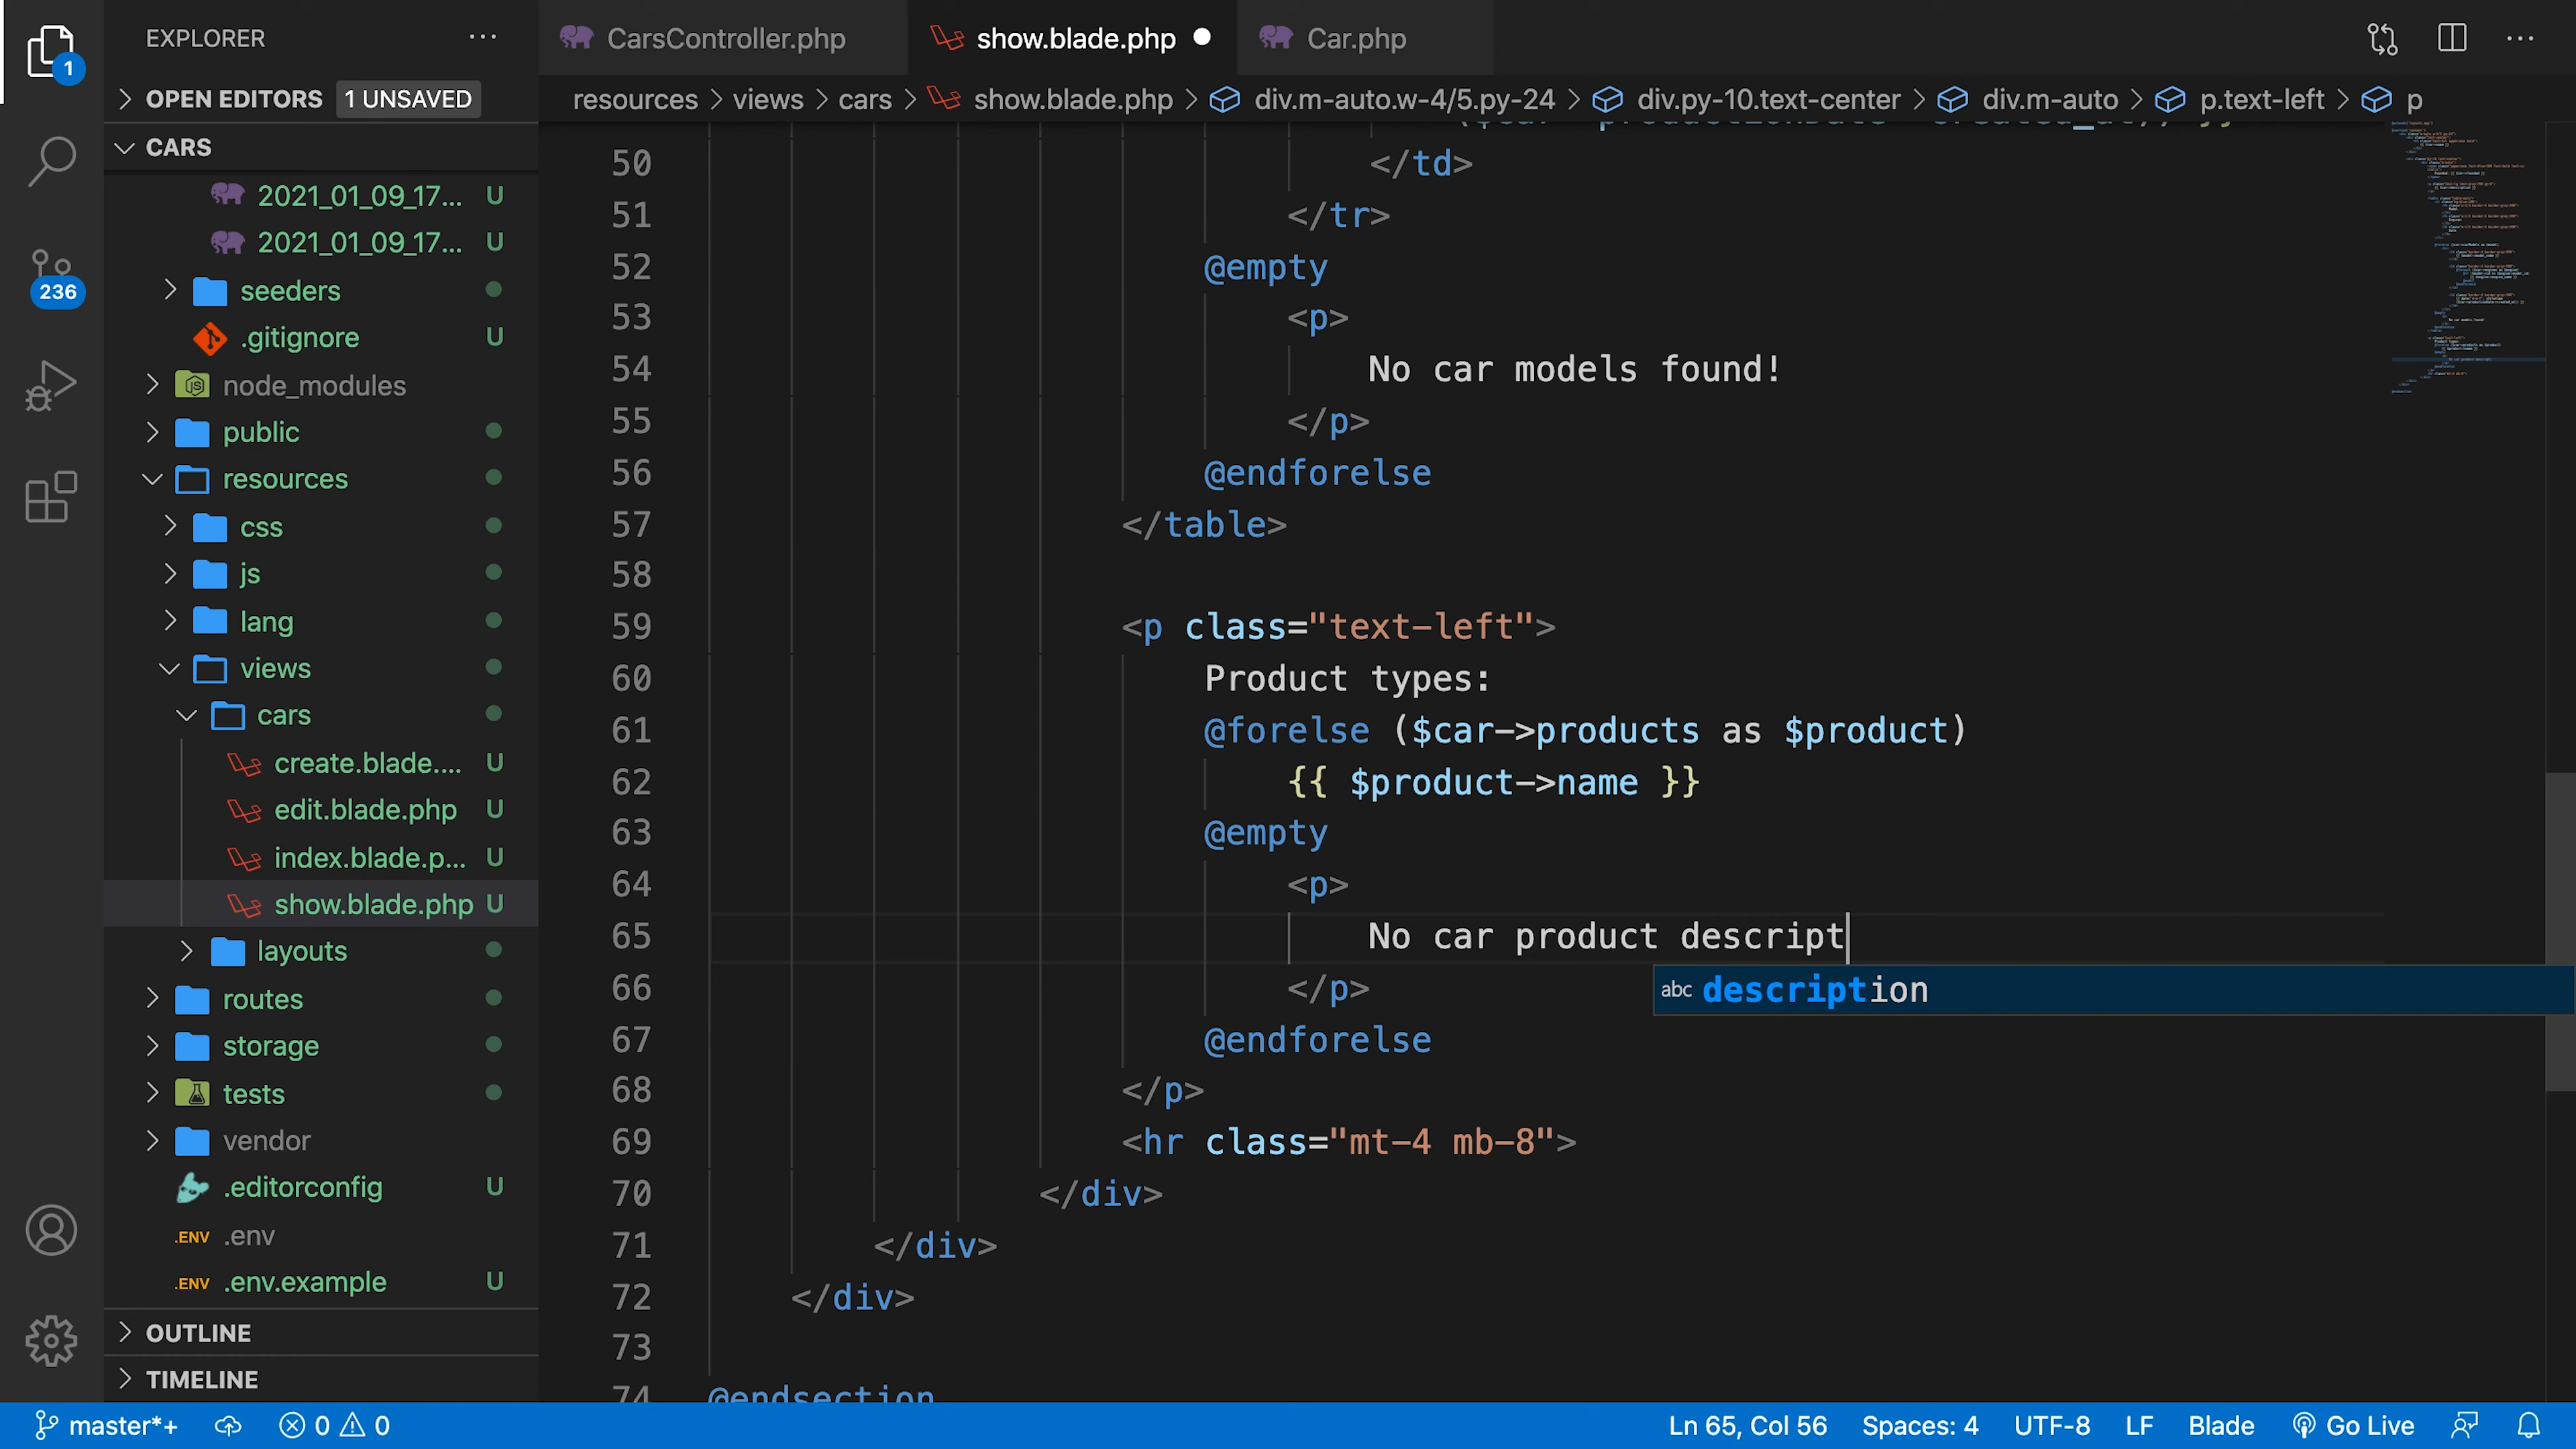 EXPLORER
CarsController.php
show.blade.php
Car.php
1
OPEN EDITORS 1 UNSAVED
resources > views > cars > show.blade.php > div.m-auto.w-4/5.py-24 > div.py-10.text-center > div.m-auto > p.text-left > p
CARS
2021_01_09_17... U
2021_01_09_17... U
seeders
.gitignore U
node_modules
public
resources
css
js
lang
views
cars
create.blade.... U
edit.blade.php U
index.blade.p... U
show.blade.php U
layouts
routes
storage
tests
vendor
.editorconfig U
.ENV .env
.ENV .env.example U
OUTLINE
TIMELINE
236
50 </td>
51 </tr>
52 @empty
53 <p>
54 No car models found!
55 </p>
56 @endforelse
57 </table>
58
59 <p class="text-left">
60 Product types:
61 @forelse ($car->products as $product)
62 {{ $product->name }}
63 @empty
64 <p>
65 No car product descript
66 </p>
abc description
67 @endforelse
68 </p>
69 <hr class="mt-4 mb-8">
70 </div>
71 </div>
72 </div>
73
74 @endsection
master*+ 0 0 Ln 65, Col 56 Spaces: 4 UTF-8 LF Blade Go Live